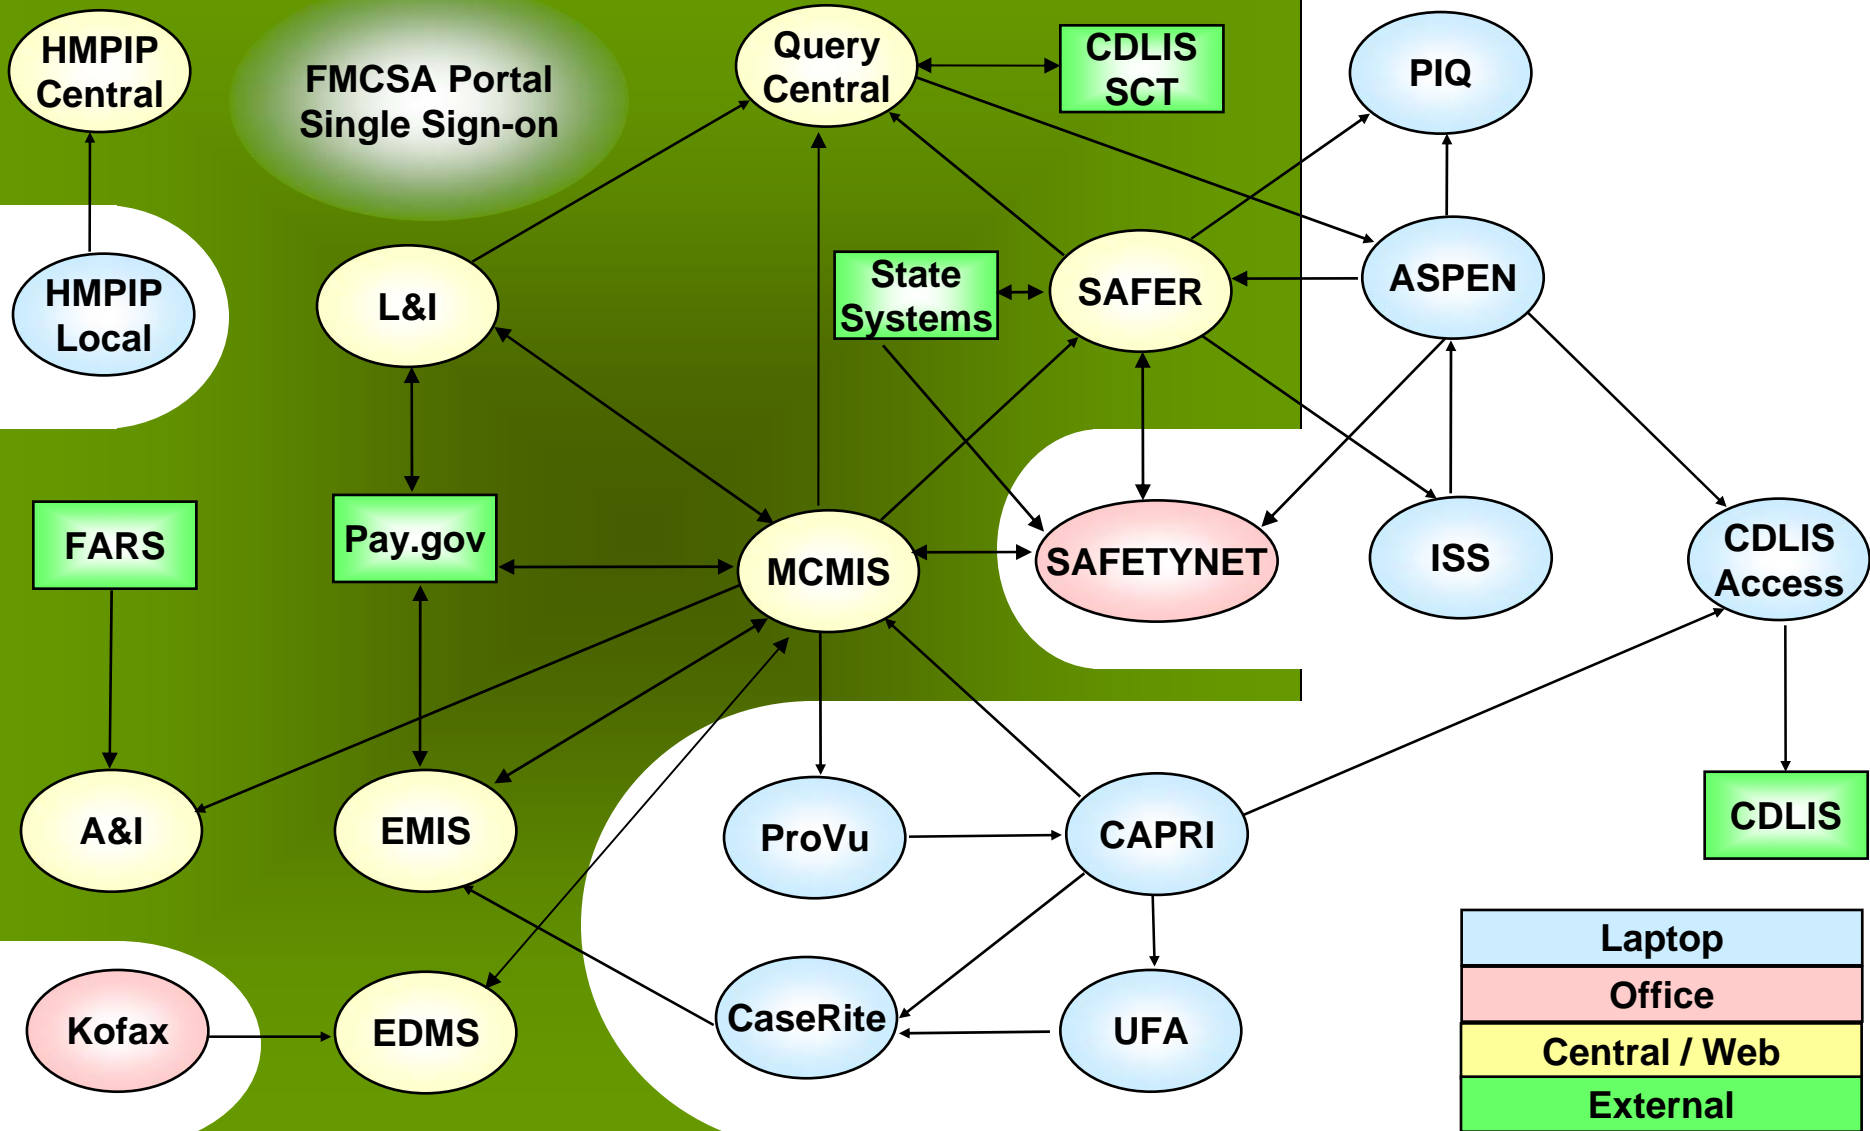 HMPIP
Central
FMCSA Portal
Single Sign-on
Query
Central
CDLIS
SCT
PIQ
HMPIP
Local
L&I
State
Systems
SAFER
ASPEN
FARS
Pay.gov
MCMIS
SAFETYNET
ISS
CDLIS
Access
A&I
EMIS
ProVu
CAPRI
CDLIS
Kofax
EDMS
CaseRite
UFA
Laptop
Office
Central / Web
External